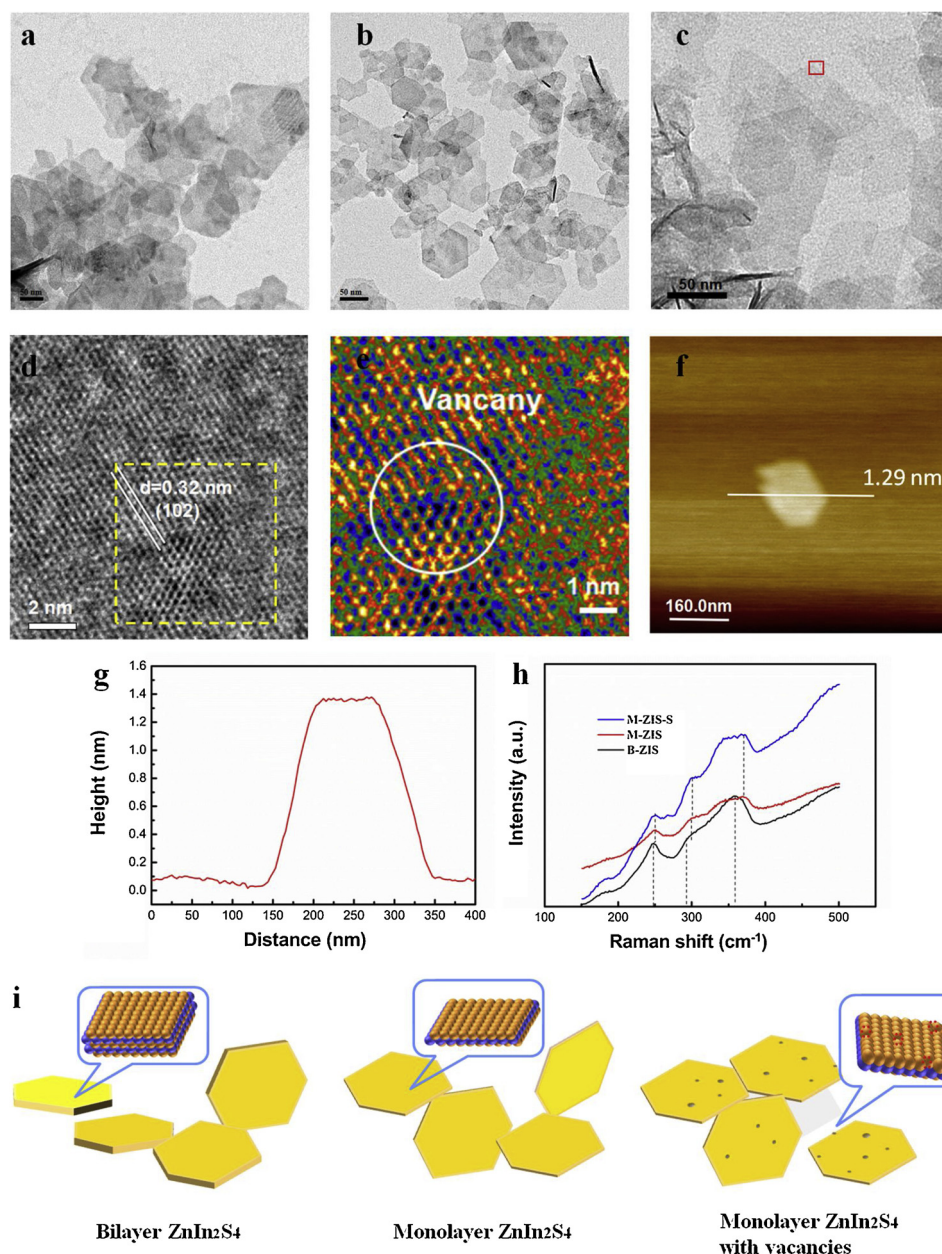 a
b
c
50 nm
50 nm
50 nm
d
e
f
Vancany
d=0.32 nm
(102)
1.29 nm
2 nm
1 nm
160.0nm
g
h
1.6
1.4
1.2
1.0
0.8
0.6
0.4
0.2
0.0
Height (nm)
0 50 100 150 200 250 300 350 400
Distance (nm)
M-ZIS-S
M-ZIS
B-ZIS
Intensity (a.u.)
100 200 300 400 500
Raman shift (cm⁻¹)
i
Bilayer ZnIn₂S₄
Monolayer ZnIn₂S₄
Monolayer ZnIn₂S₄
with vacancies